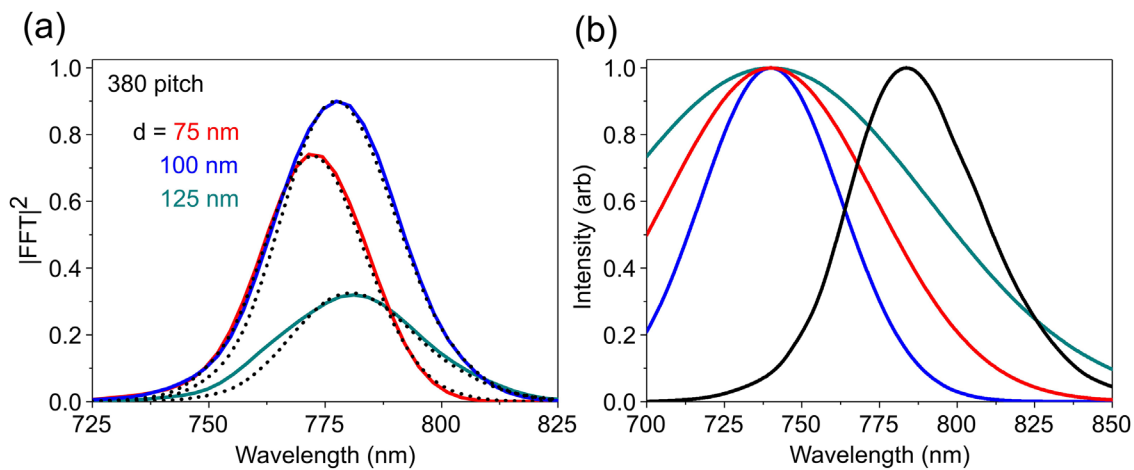 (a)
1.0
0.8
0.6
0.4
0.2
0.0
|FFT|²
380 pitch
d = 75 nm
100 nm
125 nm
725 750 775 800 825
Wavelength (nm)
(b)
1.0
0.8
0.6
0.4
0.2
0.0
Intensity (arb)
700 725 750 775 800 825 850
Wavelength (nm)